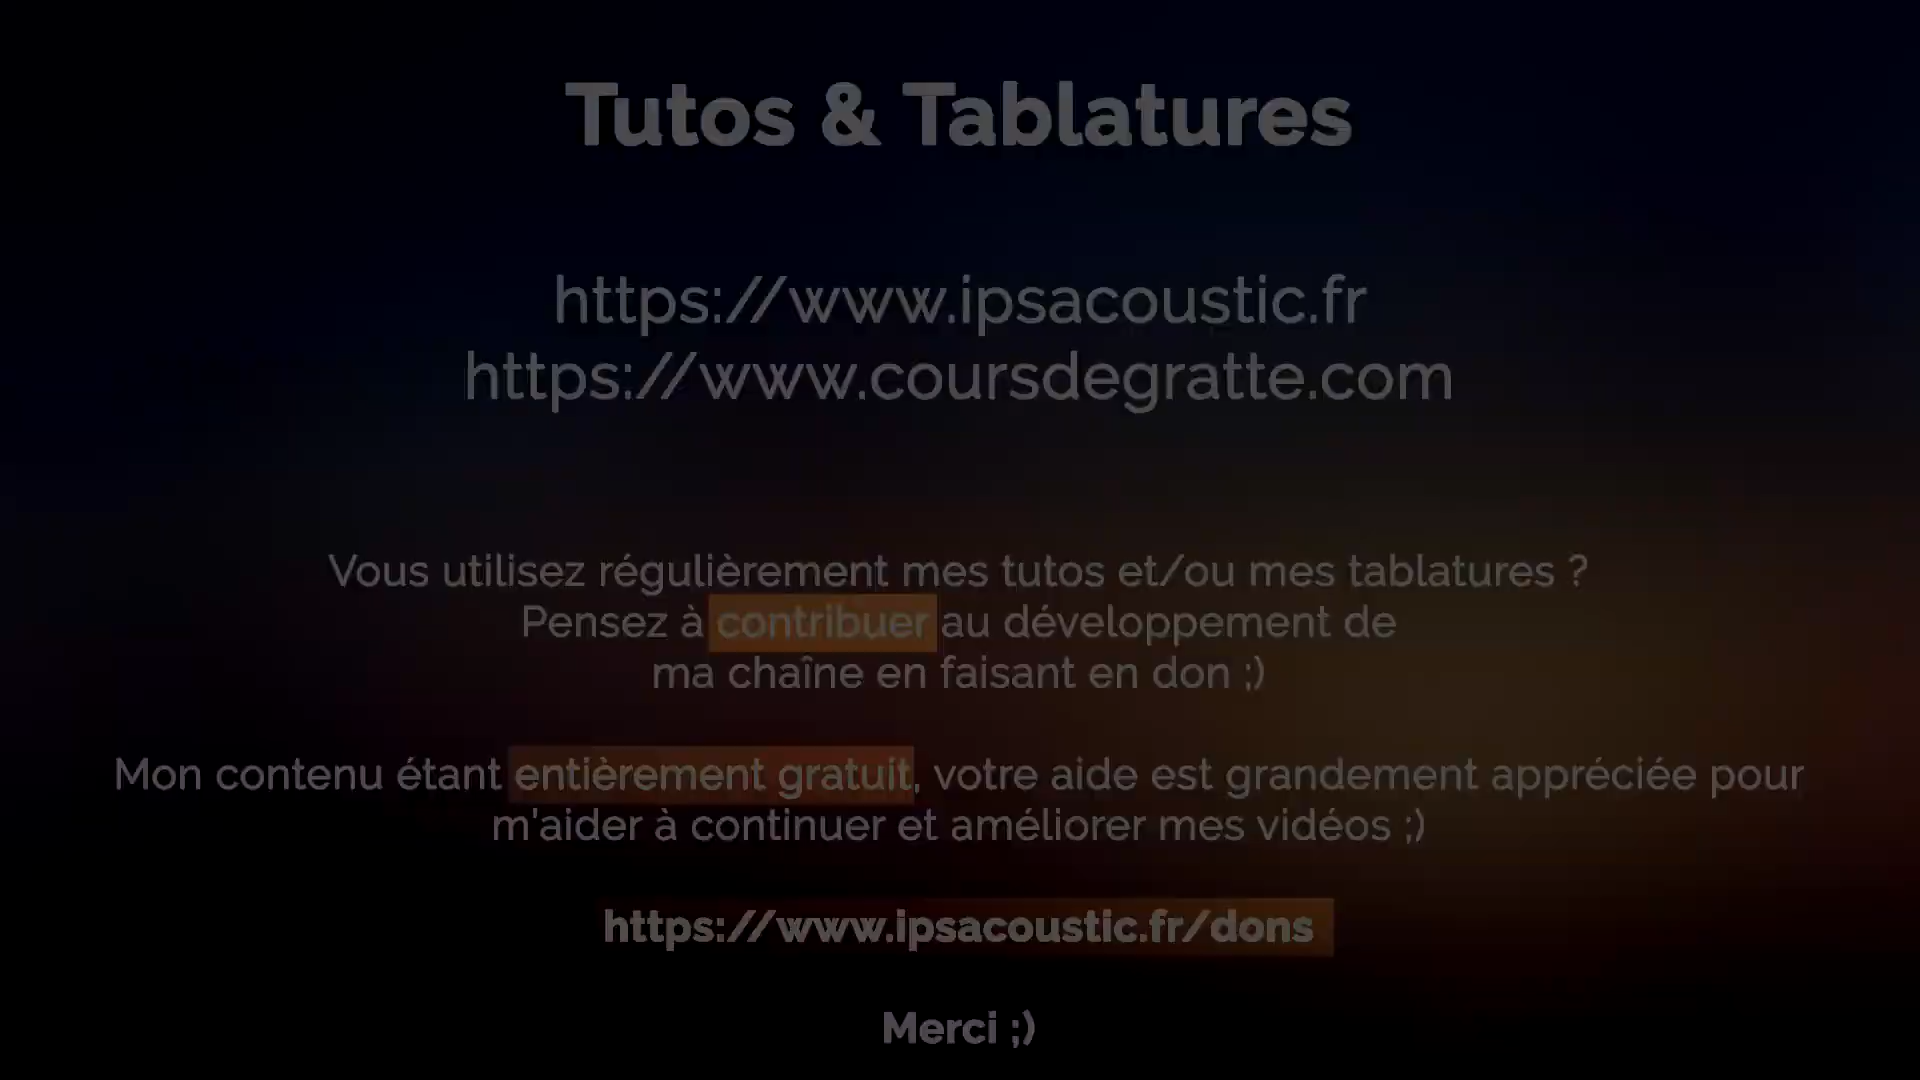 Tutos & Tablatures
https://www.ipsacoustic.fr
https://www.coursdegratte.com
Vous utilisez régulièrement mes tutos et/ou mes tablatures ?
Pensez à contribuer au développement de
ma chaîne en faisant en don ;)
Mon contenu étant entièrement gratuit, votre aide est grandement appréciée pour
m'aider à continuer et améliorer mes vidéos ;)
https://www.ipsacoustic.fr/dons
Merci ;)